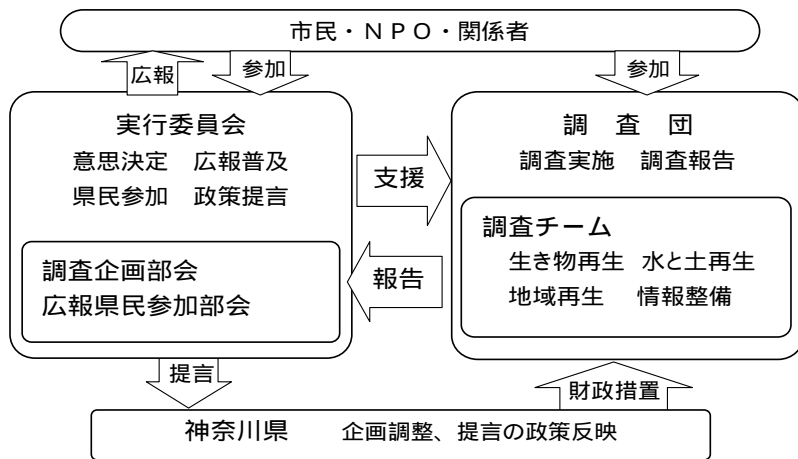 市民・ＮＰＯ・関係者
広報
参加
参加
実行委員会
意思決定　広報普及
県民参加　政策提言
調査企画部会
広報県民参加部会
支援
報告
調　査　団
調査実施　調査報告
調査チーム
生き物再生　水と土再生
地域再生　情報整備
提言
財政措置
神奈川県　企画調整、提言の政策反映